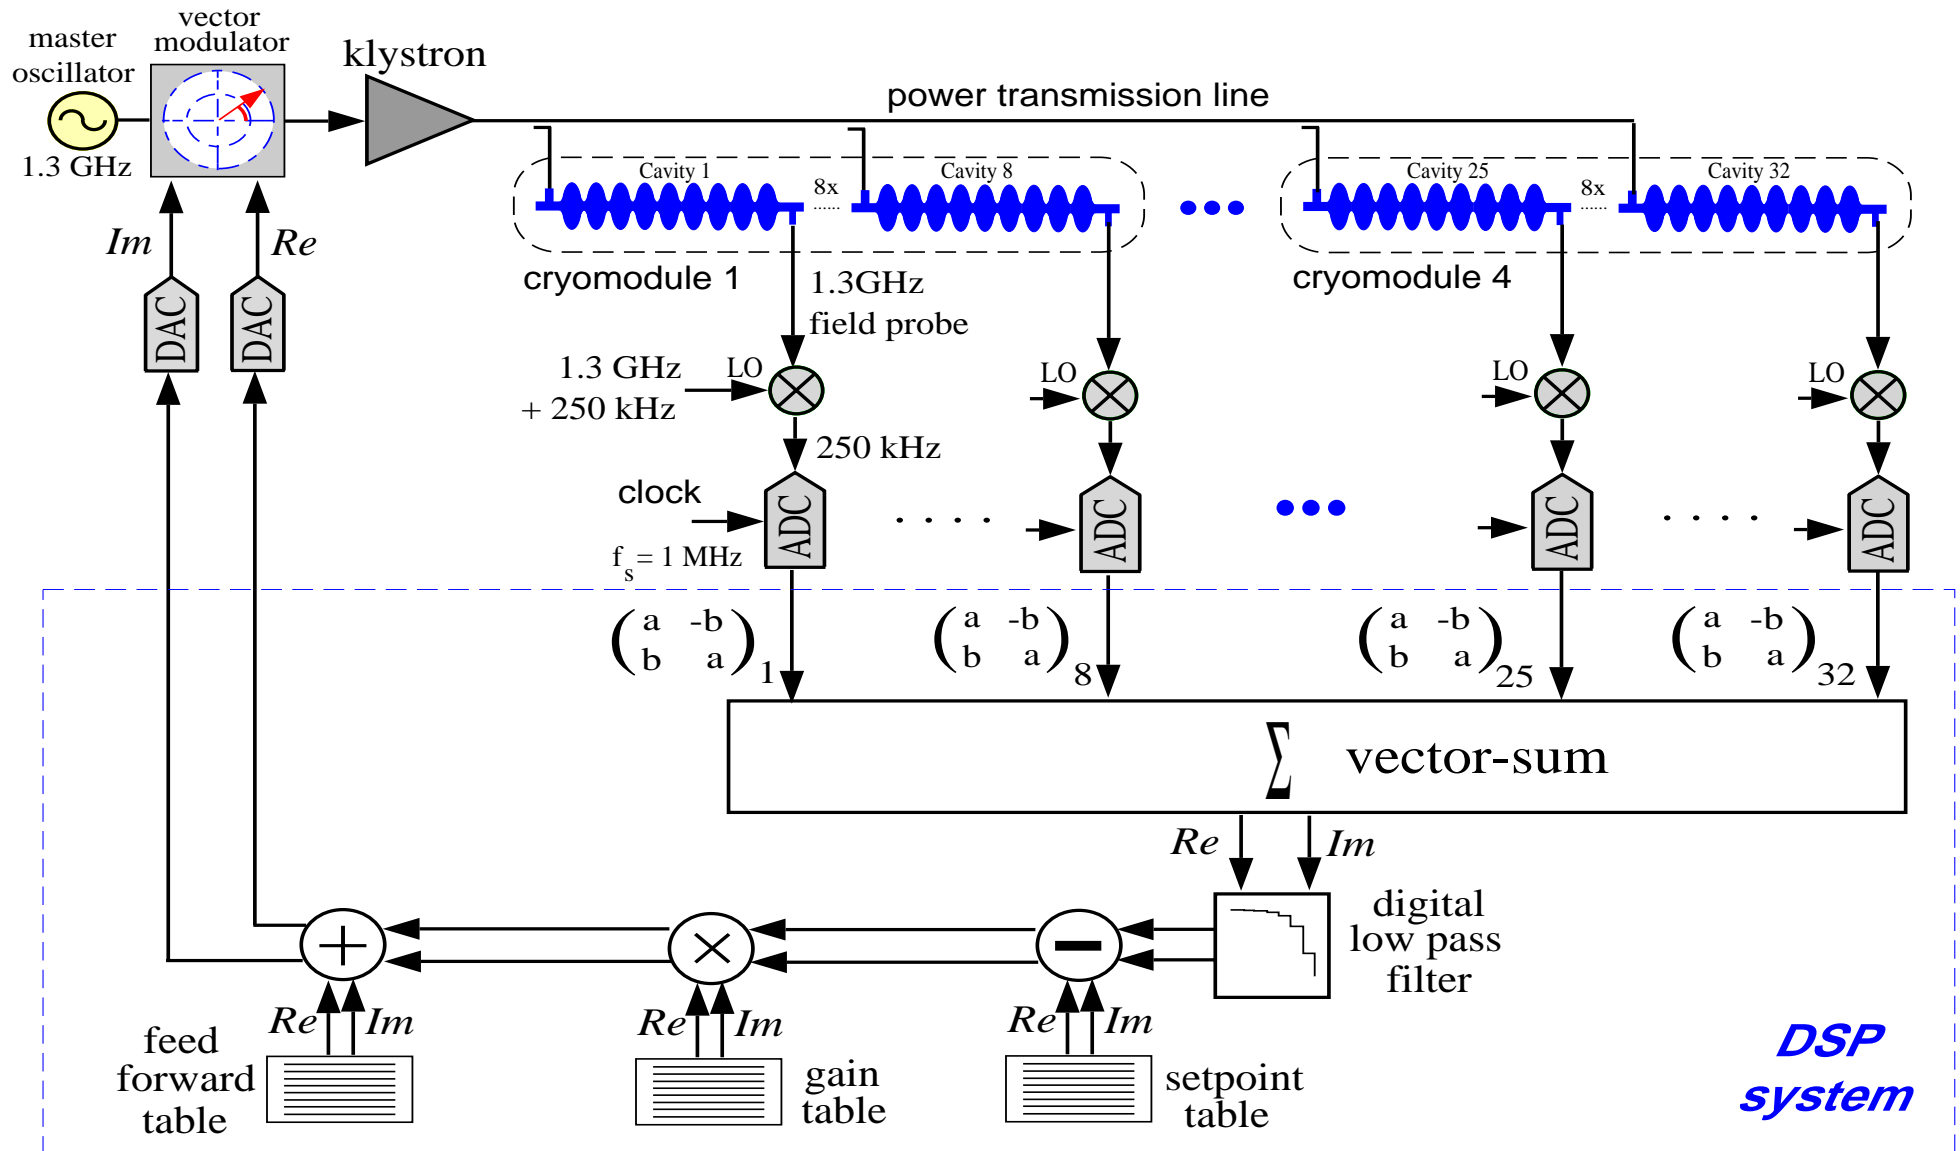 vector
modulator
master
oscillator
1.3 GHz
klystron
power transmission line
Cavity 1
8x
......
Cavity 8
Cavity 25
8x
......
Cavity 32
cryomodule 1
cryomodule 4
Im
Re
DAC
DAC
1.3GHz
field probe
1.3 GHz
+ 250 kHz
LO
LO
LO
LO
250 kHz
clock
f s = 1 MHz
ADC
. . . .
ADC
ADC
. . . .
ADC
( a -b
b a ) 1
( a -b
b a ) 8
( a -b
b a ) 25
( a -b
b a ) 32
∑ vector-sum
Re
Im
digital
low pass
filter
+
×
−
Re
Im
Re
Im
Re
Im
feed
forward
table
gain
table
setpoint
table
DSP
system